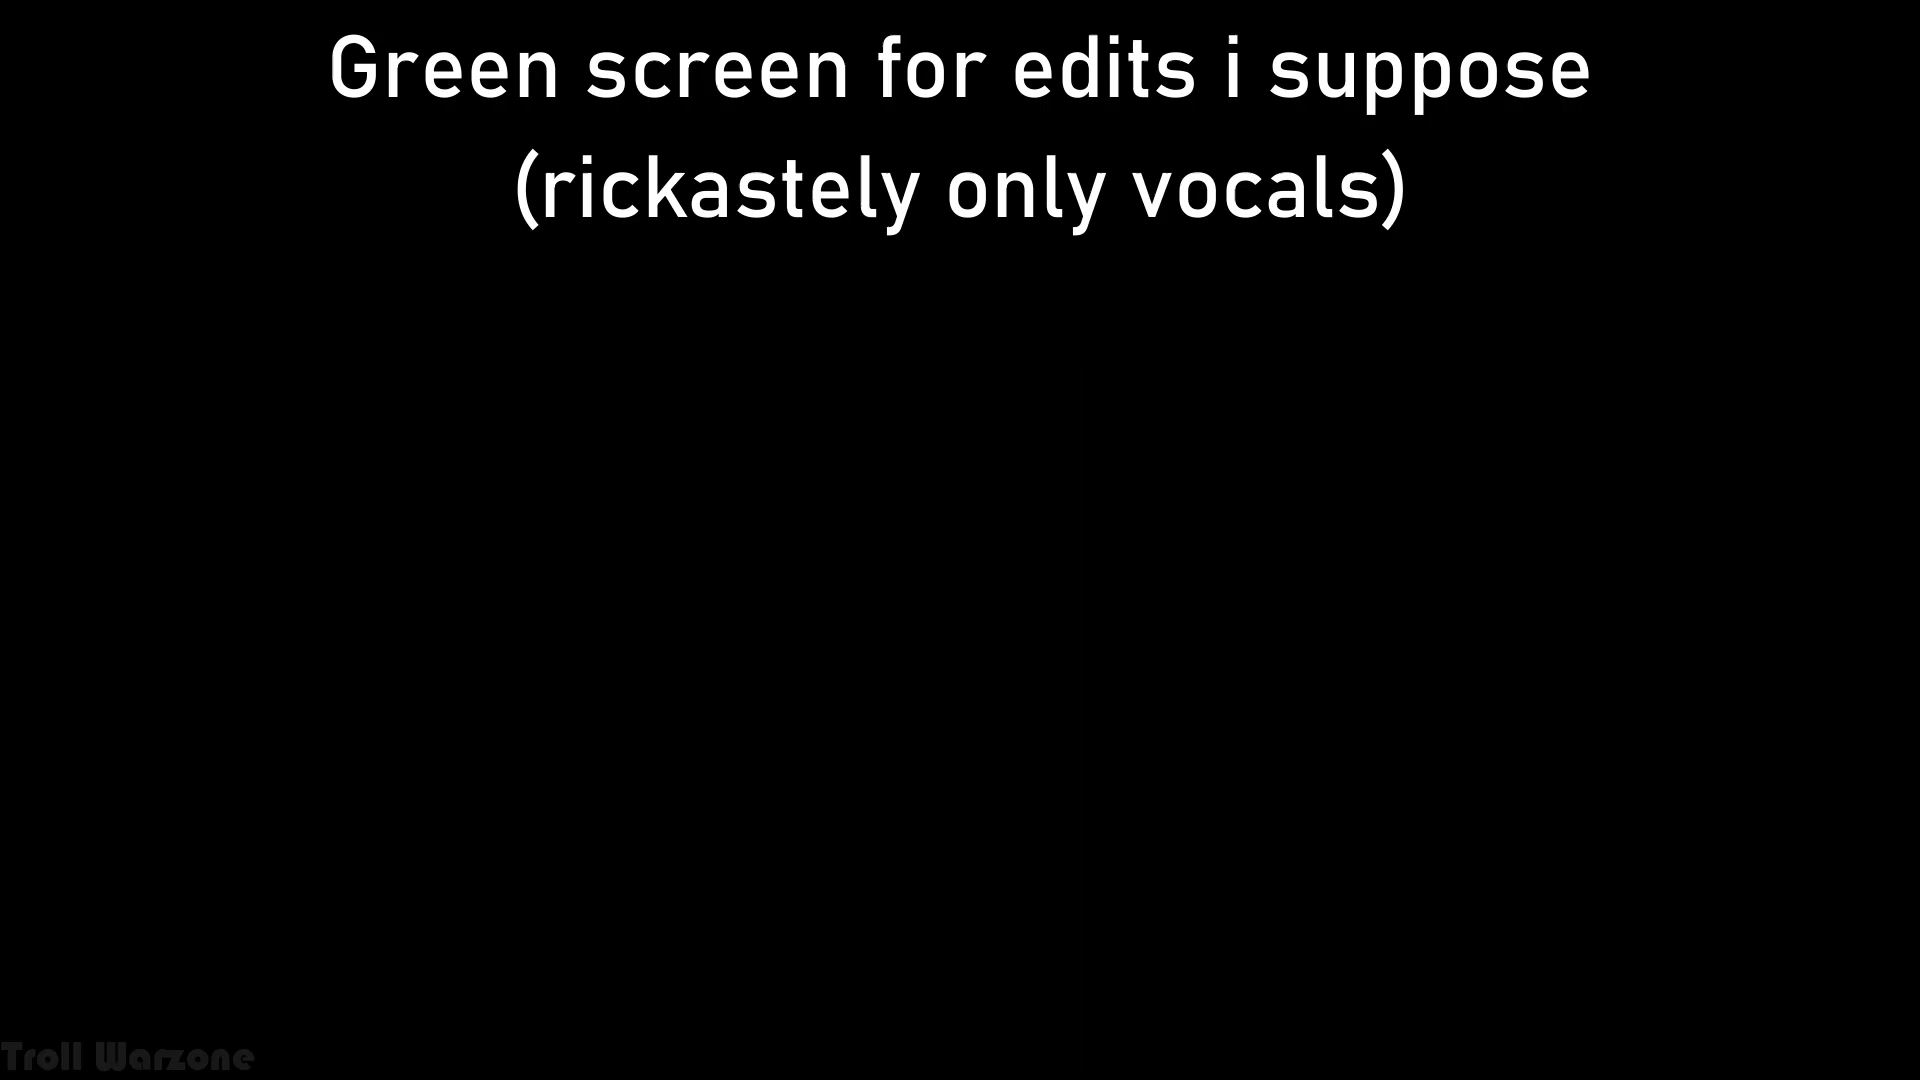 Green screen for edits i suppose
(rickastely only vocals)
Troll Warzone